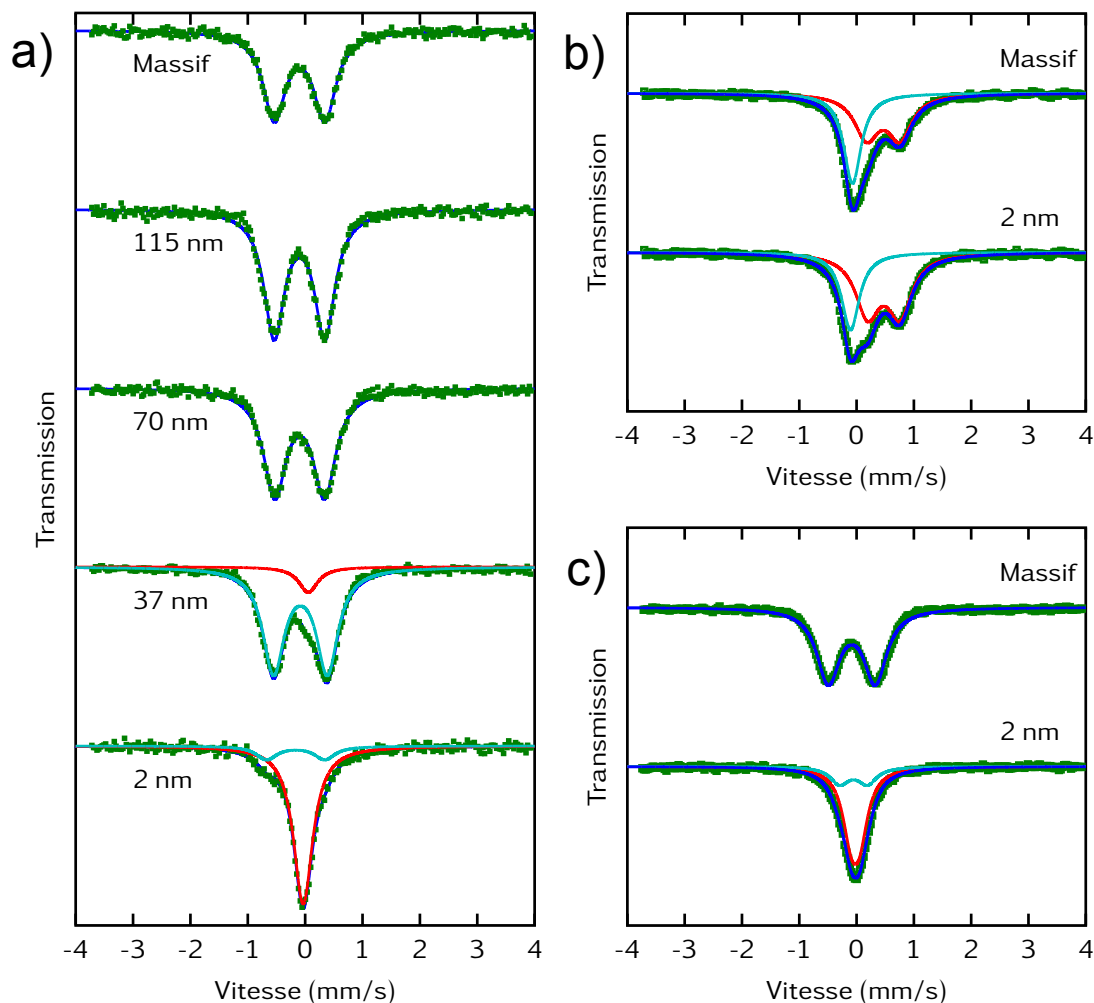 a)
Massif
115 nm
70 nm
37 nm
2 nm
Transmission
-4 -3 -2 -1 0 1 2 3 4
Vitesse (mm/s)
b)
Massif
2 nm
Transmission
-4 -3 -2 -1 0 1 2 3 4
Vitesse (mm/s)
c)
Massif
2 nm
Transmission
-4 -3 -2 -1 0 1 2 3 4
Vitesse (mm/s)